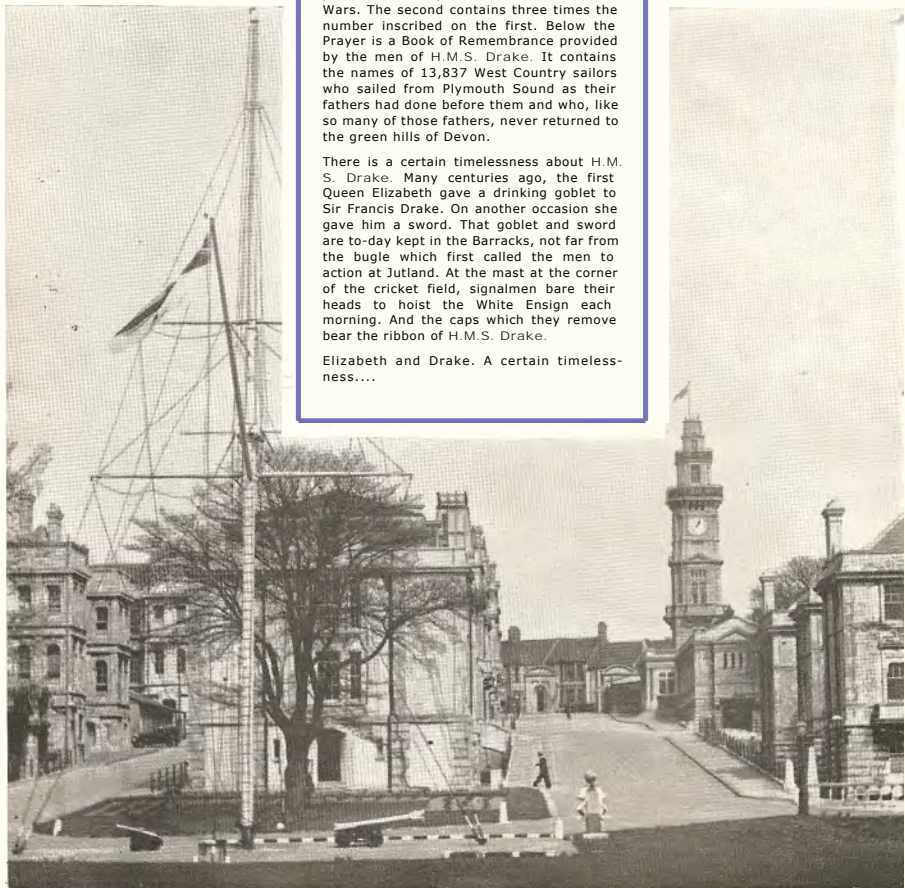 Wars. The second contains three times the
number inscribed on the first. Below the
Prayer is a Book of Remembrance provided
by the men of H.M.S. Drake. It contains
the names of 13,837 West Country sailors
who sailed from Plymouth Sound as their
fathers had done before them and who, like
so many of those fathers, never returned to
the green hills of Devon.
There is a certain timelessness about H.M.
S. Drake. Many centuries ago, the first
Queen Elizabeth gave a drinking goblet to
Sir Francis Drake. On another occasion she
gave him a sword. That goblet and sword
are to-day kept in the Barracks, not far from
the bugle which first called the men to
action at Jutland. At the mast at the corner
of the cricket field, signalmen bare their
heads to hoist the White Ensign each
morning. And the caps which they remove
bear the ribbon of H.M.S. Drake.
Elizabeth and Drake. A certain timeless-
ness....